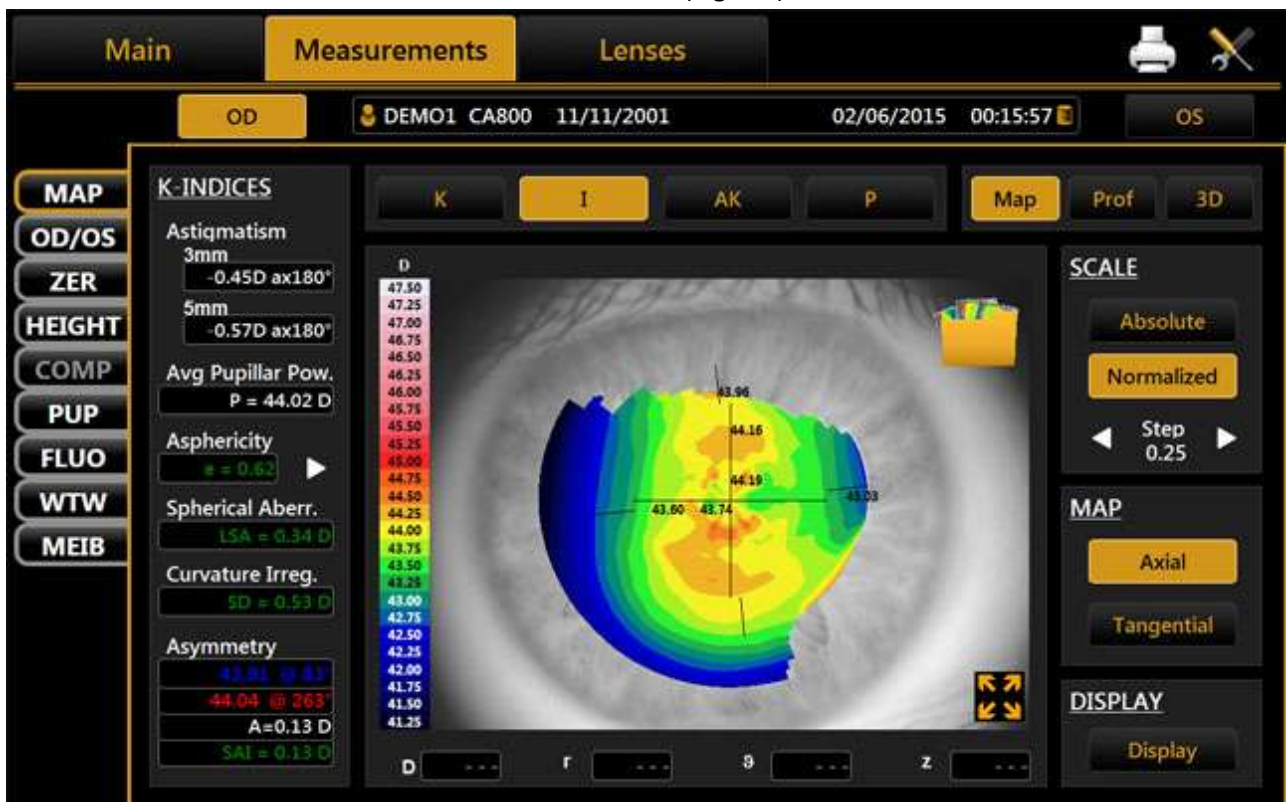 Main Measurements Lenses
OD DEMO1 CA800 11/11/2001 02/06/2015 00:15:57 OS
MAP
OD/OS
ZER
HEIGHT
COMP
PUP
FLUO
WTW
MEIB
K-INDICES
Astigmatism
3mm
-0.45D ax180°
5mm
-0.57D ax180°
Avg Pupillar Pow.
P = 44.02 D
Asphericity
e = 0.62
Spherical Aberr.
LSA = 0.34 D
Curvature Irreg.
SD = 0.53 D
Asymmetry
43.91 @ 83°
44.04 @ 263°
A=0.13 D
SAI = 0.13 D
K I AK P
Map Prof 3D
D
47.50
47.25
47.00
46.75
46.50
46.25
46.00
45.75
45.50
45.25
45.00
44.75
44.50
44.25
44.00
43.75
43.50
43.25
43.00
42.75
42.50
42.25
42.00
41.75
41.50
41.25
43.96
44.16
44.19
43.60 43.74
43.03
D --- r --- ϑ --- z ---
SCALE
Absolute
Normalized
Step
0.25
MAP
Axial
Tangential
DISPLAY
Display